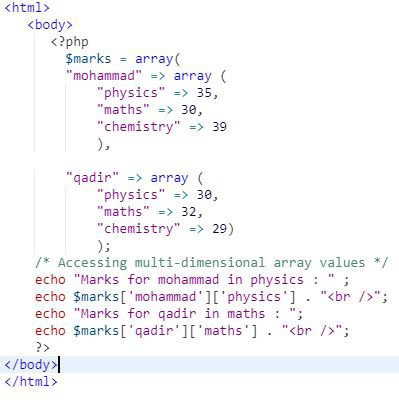 <html>
<body>
<?php
$marks = array(
"mohammad" => array (
"physics" => 35,
"maths" => 30,
"chemistry" => 39
),
"qadir" => array (
"physics" => 30,
"maths" => 32,
"chemistry" => 29)
);
/* Accessing multi-dimensional array values */
echo "Marks for mohammad in physics : " ;
echo $marks['mohammad']['physics'] . "<br />";
echo "Marks for qadir in maths : ";
echo $marks['qadir']['maths'] . "<br />";
?>
</body>
</html>